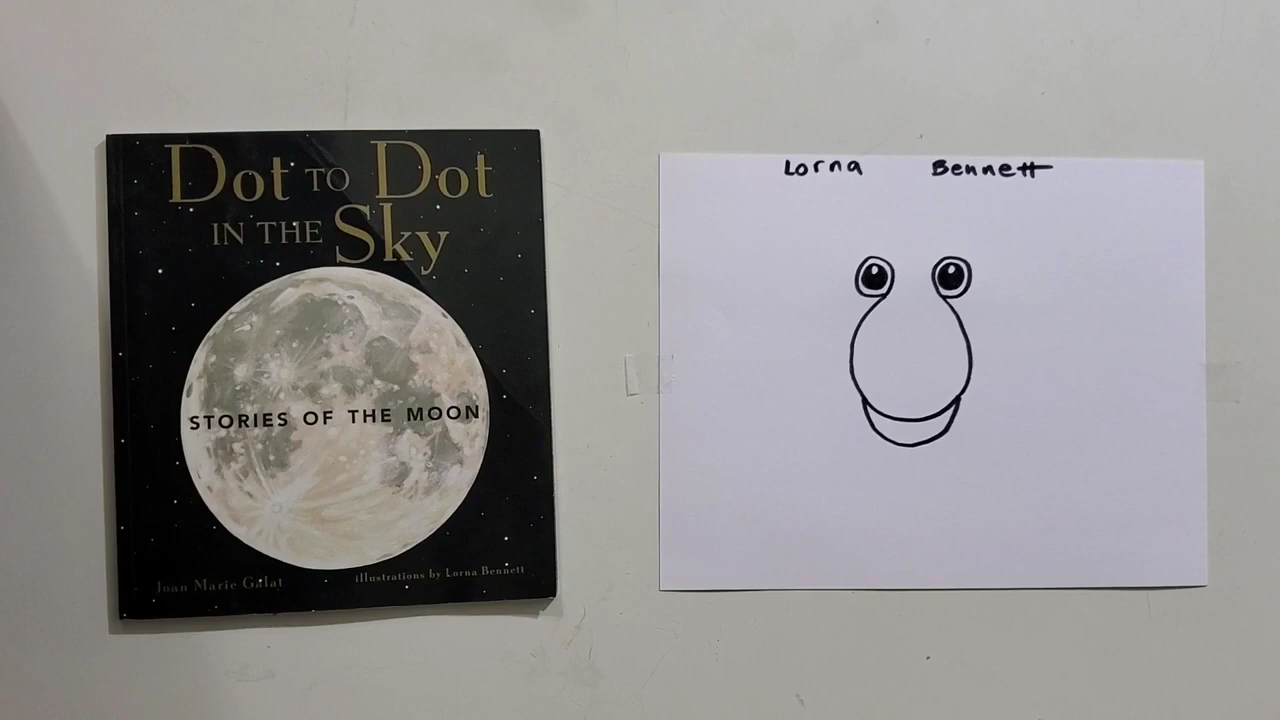 Dot TO Dot
IN THE Sky
STORIES OF THE MOON
Joan Marie Galat
illustrations by Lorna Bennett
Lorna Bennett